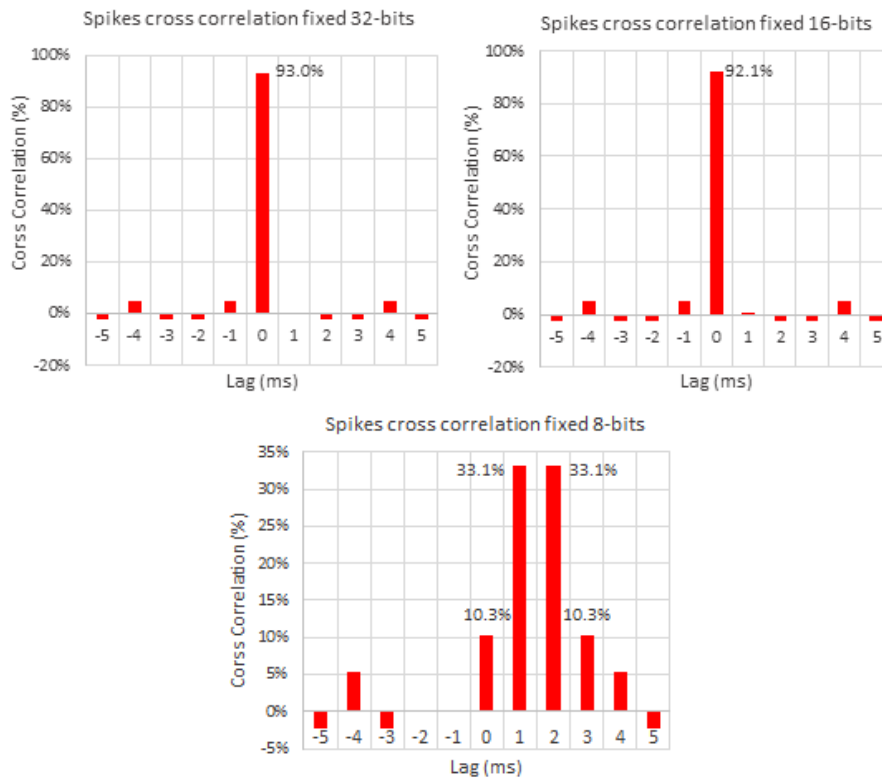 Spikes cross correlation fixed 32-bits
100%
80%
60%
40%
20%
0%
-20%
93.0%
-5 -4 -3 -2 -1 0 1 2 3 4 5
Corss Correlation (%)
Lag (ms)
Spikes cross correlation fixed 16-bits
100%
80%
60%
40%
20%
0%
-20%
92.1%
-5 -4 -3 -2 -1 0 1 2 3 4 5
Corss Correlation (%)
Lag (ms)
Spikes cross correlation fixed 8-bits
35%
30%
25%
20%
15%
10%
5%
0%
-5%
33.1% 33.1%
10.3% 10.3%
-5 -4 -3 -2 -1 0 1 2 3 4 5
Corss Correlation (%)
Lag (ms)